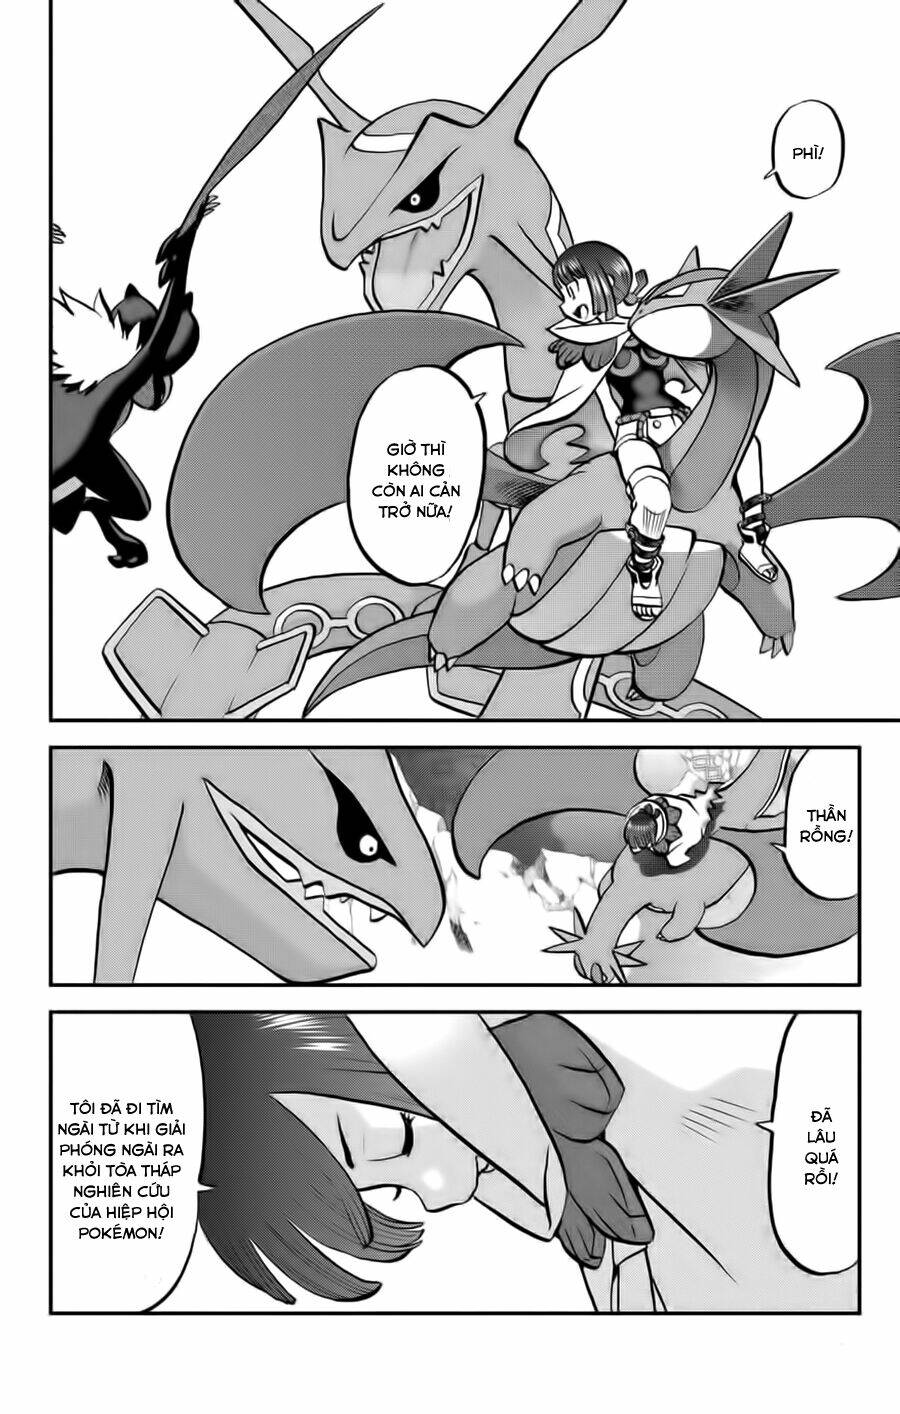 PHÌ!
GIỜ THÌ
KHÔNG
CÒN AI CẢN
TRỞ NỮA!
THẦN
RỒNG!
ĐÃ
LÂU
QUÁ
RỒI!
TÔI ĐÃ ĐI TÌM
NGÀI TỪ KHI GIẢI
PHÓNG NGÀI RA
KHỎI TÒA THÁP
NGHIÊN CỨU
CỦA HIỆP HỘI
POKÉMON!